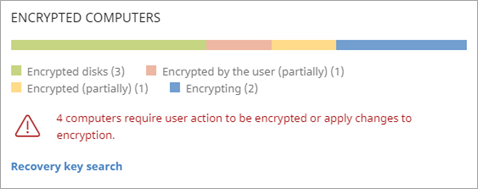 ENCRYPTED COMPUTERS
Encrypted disks (3) Encrypted by the user (partially) (1)
Encrypted (partially) (1) Encrypting (2)
4 computers require user action to be encrypted or apply changes to
encryption.
Recovery key search